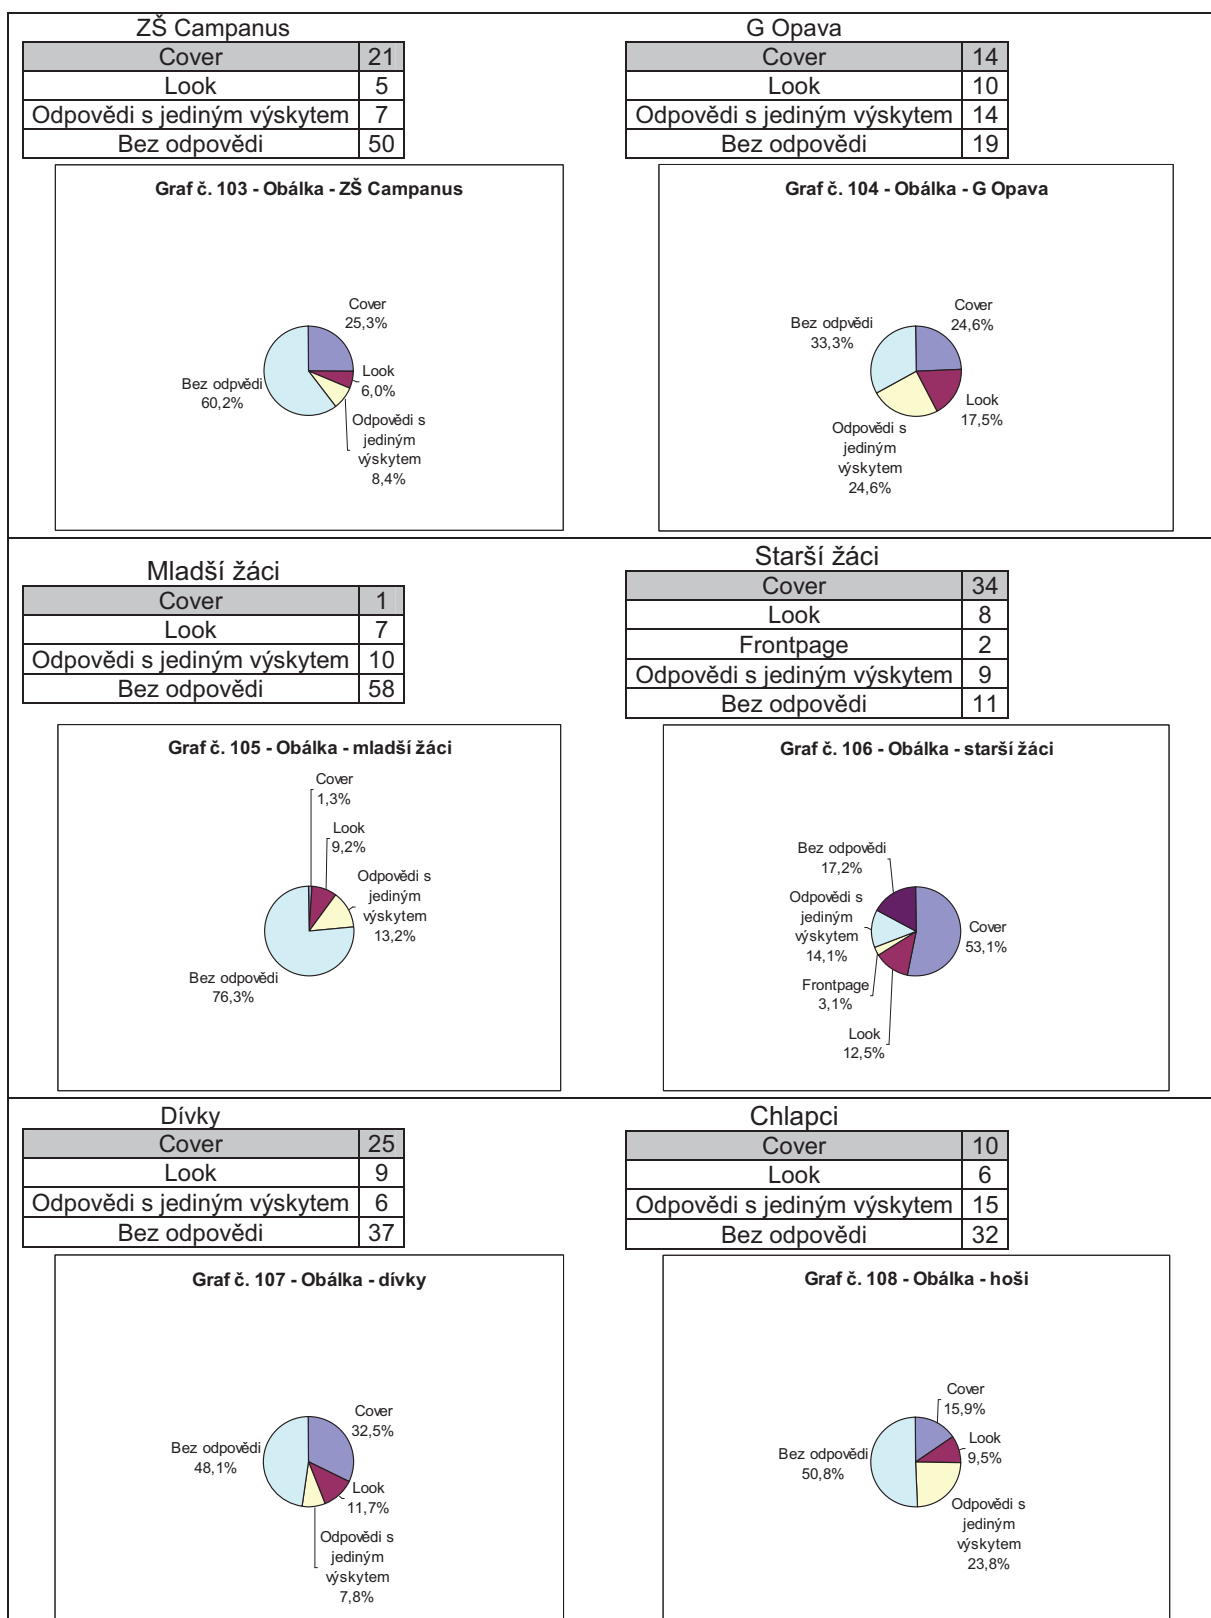 ZŠ Campanus
Cover 21
Look 5
Odpovědi s jediným výskytem 7
Bez odpovědi 50
G Opava
Cover 14
Look 10
Odpovědi s jediným výskytem 14
Bez odpovědi 19
Graf č. 103 - Obálka - ZŠ Campanus
Cover
25,3%
Look
6,0%
Odpovědi s
jediným
výskytem
8,4%
Bez odpvědi
60,2%
Graf č. 104 - Obálka - G Opava
Cover
24,6%
Look
17,5%
Odpovědi s
jediným
výskytem
24,6%
Bez odpvědi
33,3%
Mladší žáci
Cover 1
Look 7
Odpovědi s jediným výskytem 10
Bez odpovědi 58
Starší žáci
Cover 34
Look 8
Frontpage 2
Odpovědi s jediným výskytem 9
Bez odpovědi 11
Graf č. 105 - Obálka - mladší žáci
Cover
1,3%
Look
9,2%
Odpovědi s
jediným
výskytem
13,2%
Bez odpovědi
76,3%
Graf č. 106 - Obálka - starší žáci
Bez odpovědi
17,2%
Odpovědi s
jediným
výskytem
14,1%
Cover
53,1%
Frontpage
3,1%
Look
12,5%
Dívky
Cover 25
Look 9
Odpovědi s jediným výskytem 6
Bez odpovědi 37
Chlapci
Cover 10
Look 6
Odpovědi s jediným výskytem 15
Bez odpovědi 32
Graf č. 107 - Obálka - dívky
Cover
32,5%
Bez odpovědi
48,1%
Look
11,7%
Odpovědi s
jediným
výskytem
7,8%
Graf č. 108 - Obálka - hoši
Cover
15,9%
Look
9,5%
Bez odpovědi
50,8%
Odpovědi s
jediným
výskytem
23,8%